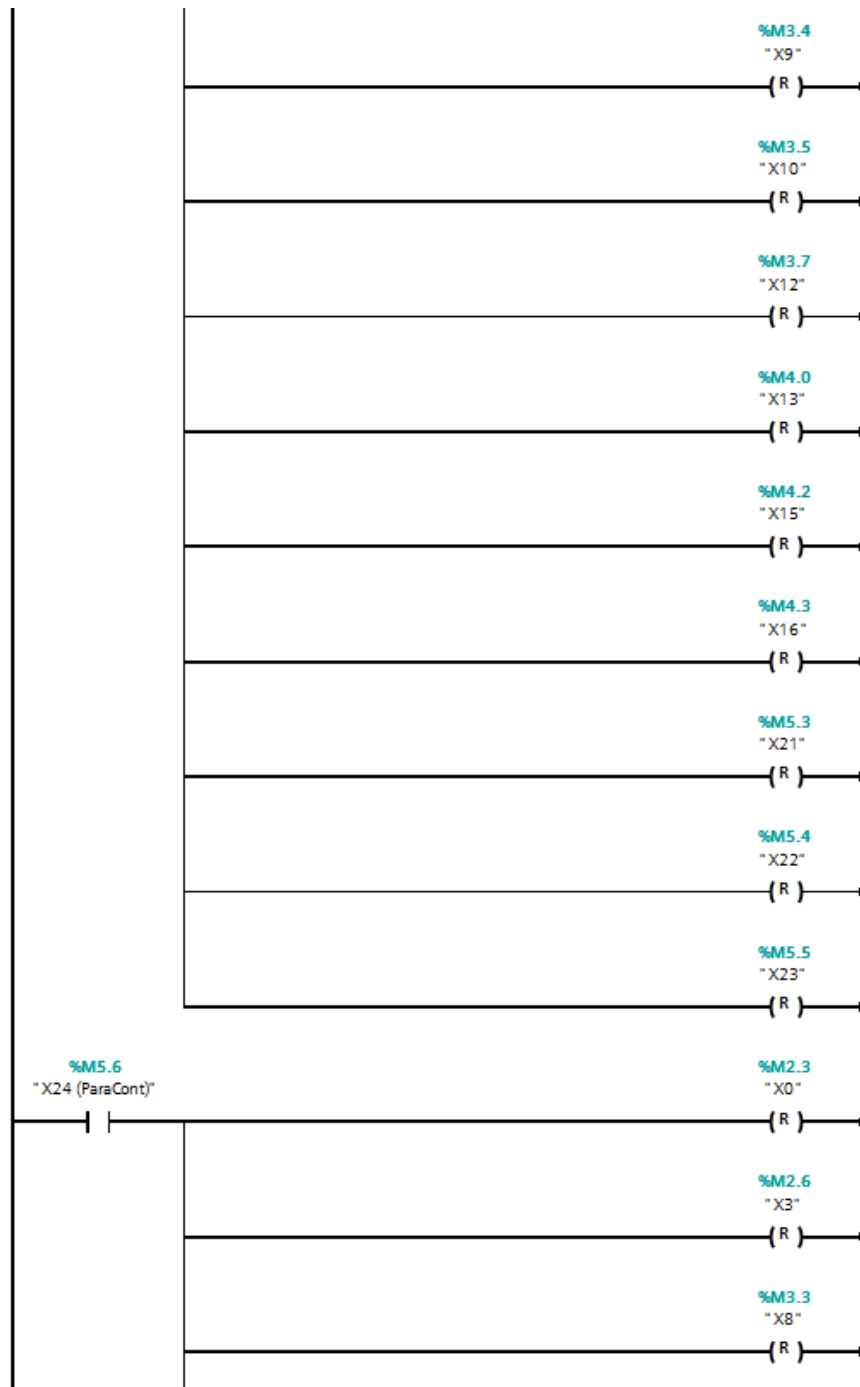 %M3.4
"X9"
R
%M3.5
"X10"
R
%M3.7
"X12"
R
%M4.0
"X13"
R
%M4.2
"X15"
R
%M4.3
"X16"
R
%M5.3
"X21"
R
%M5.4
"X22"
R
%M5.5
"X23"
R
%M5.6
"X24 (ParaCont)"
%M2.3
"X0"
R
%M2.6
"X3"
R
%M3.3
"X8"
R